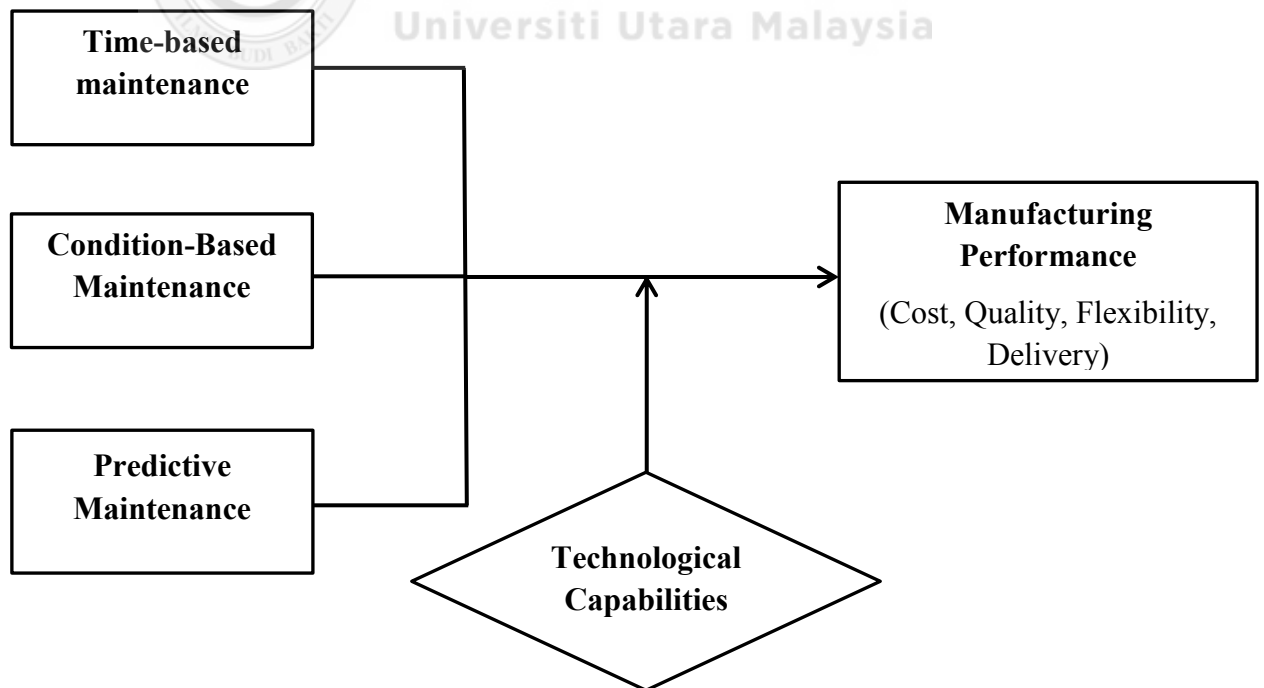 Universiti Utara Malaysia
BUDI
Time-based
maintenance
Condition-Based
Maintenance
Predictive
Maintenance
Manufacturing
Performance
(Cost, Quality, Flexibility,
Delivery)
Technological
Capabilities